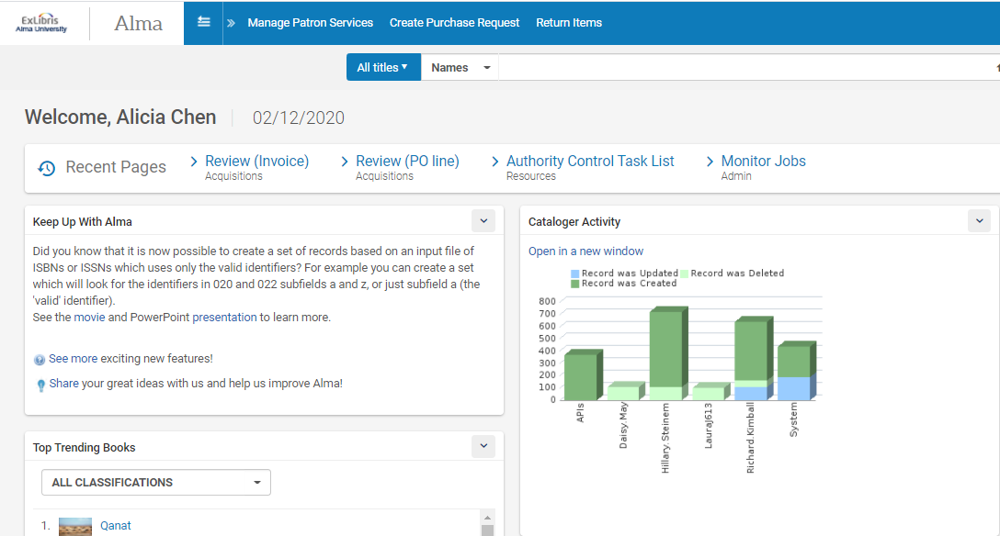 ExLibris
Alma University
Alma
Manage Patron Services Create Purchase Request Return Items
All titles Names
Welcome, Alicia Chen 02/12/2020
Recent Pages
Review (Invoice)
Acquisitions
Review (PO line)
Acquisitions
Authority Control Task List
Resources
Monitor Jobs
Admin
Keep Up With Alma
Did you know that it is now possible to create a set of records based on an input file of
ISBNs or ISSNs which uses only the valid identifiers? For example you can create a set
which will look for the identifiers in 020 and 022 subfields a and z, or just subfield a (the
'valid' identifier).
See the movie and PowerPoint presentation to learn more.
See more exciting new features!
Share your great ideas with us and help us improve Alma!
Top Trending Books
ALL CLASSIFICATIONS
1. Qanat
Cataloger Activity
Open in a new window
Record was Updated Record was Deleted
Record was Created
800
700
600
500
400
300
200
100
0
APIs
Daisy.May
Hillary. Steinem
LauraJ613
Richard.Kimball
System